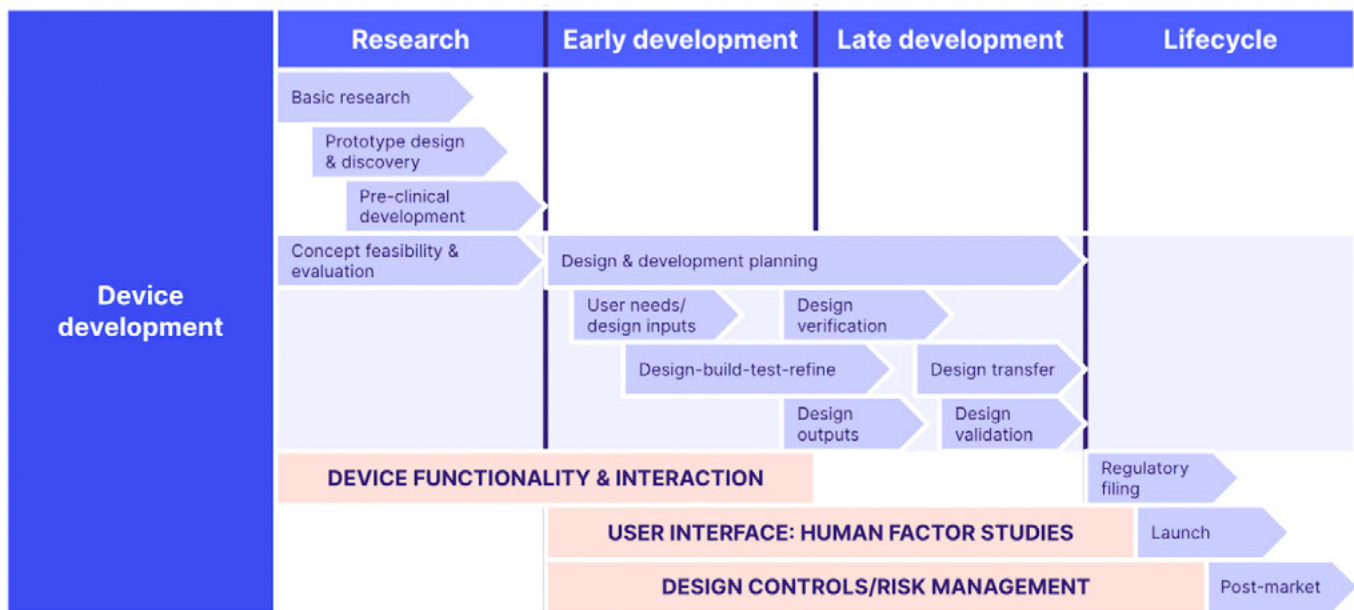 Research
Early development
Late development
Lifecycle
Device
development
Basic research
Prototype design
& discovery
Pre-clinical
development
Concept feasibility &
evaluation
Design & development planning
User needs/
design inputs
Design
verification
Design-build-test-refine
Design transfer
Design
outputs
Design
validation
DEVICE FUNCTIONALITY & INTERACTION
Regulatory
filing
USER INTERFACE: HUMAN FACTOR STUDIES
Launch
DESIGN CONTROLS/RISK MANAGEMENT
Post-market